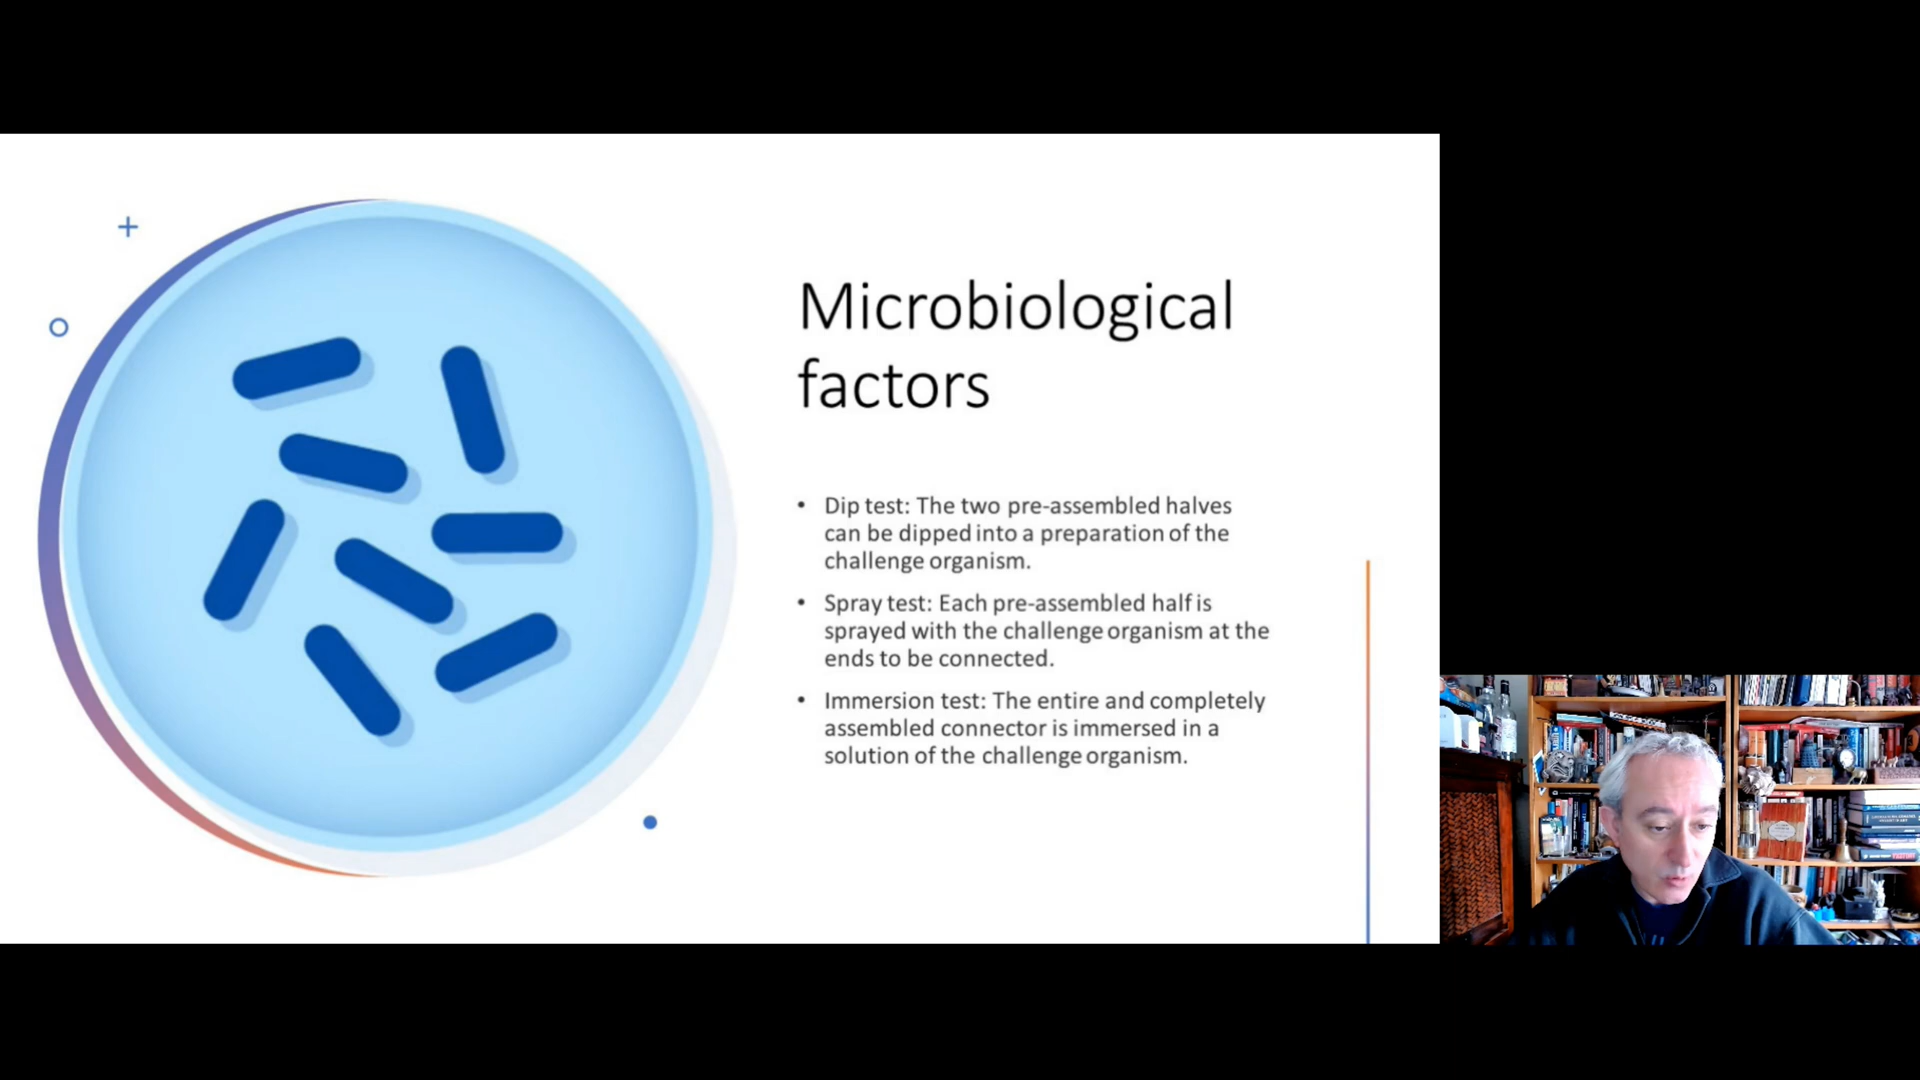 Microbiological
factors
• Dip test: The two pre-assembled halves
can be dipped into a preparation of the
challenge organism.
• Spray test: Each pre-assembled half is
sprayed with the challenge organism at the
ends to be connected.
• Immersion test: The entire and completely
assembled connector is immersed in a
solution of the challenge organism.